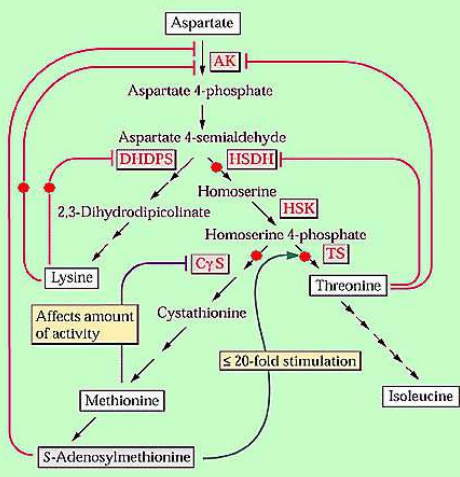 Aspartate
AK
Aspartate 4-phosphate
Aspartate 4-semialdehyde
DHDPS
HSDH
Homoserine
2,3-Dihydrodipicolinate
HSK
Homoserine 4-phosphate
Lysine
CγS
TS
Threonine
Affects amount
of activity
Cystathionine
≤ 20-fold stimulation
Methionine
Isoleucine
S-Adenosylmethionine